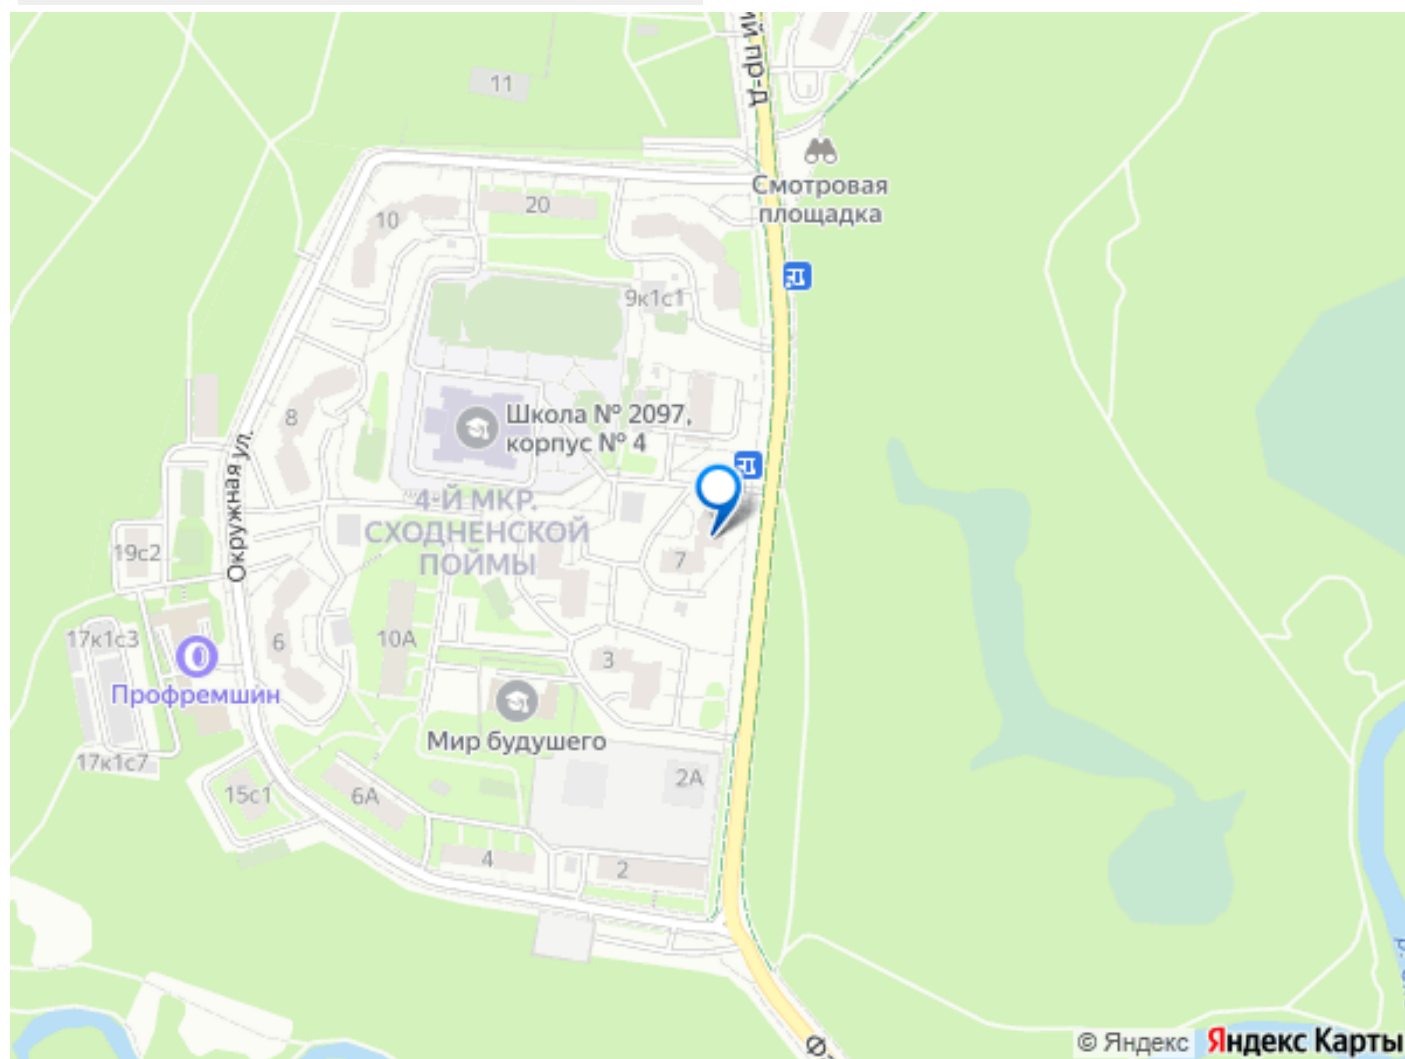 ий пр-д
11
Смотровая
площадка
10
20
9к1с1
8
Школа № 2097,
корпус № 4
Окружная ул.
4-Й МКР.
СХОДНЕНСКОЙ
ПОЙМЫ
19с2
7
17к1с3
6
10А
3
Профремшин
Мир будушего
17к1с7
2А
15с1
6А
4
2
© Яндекс Яндекс Карты